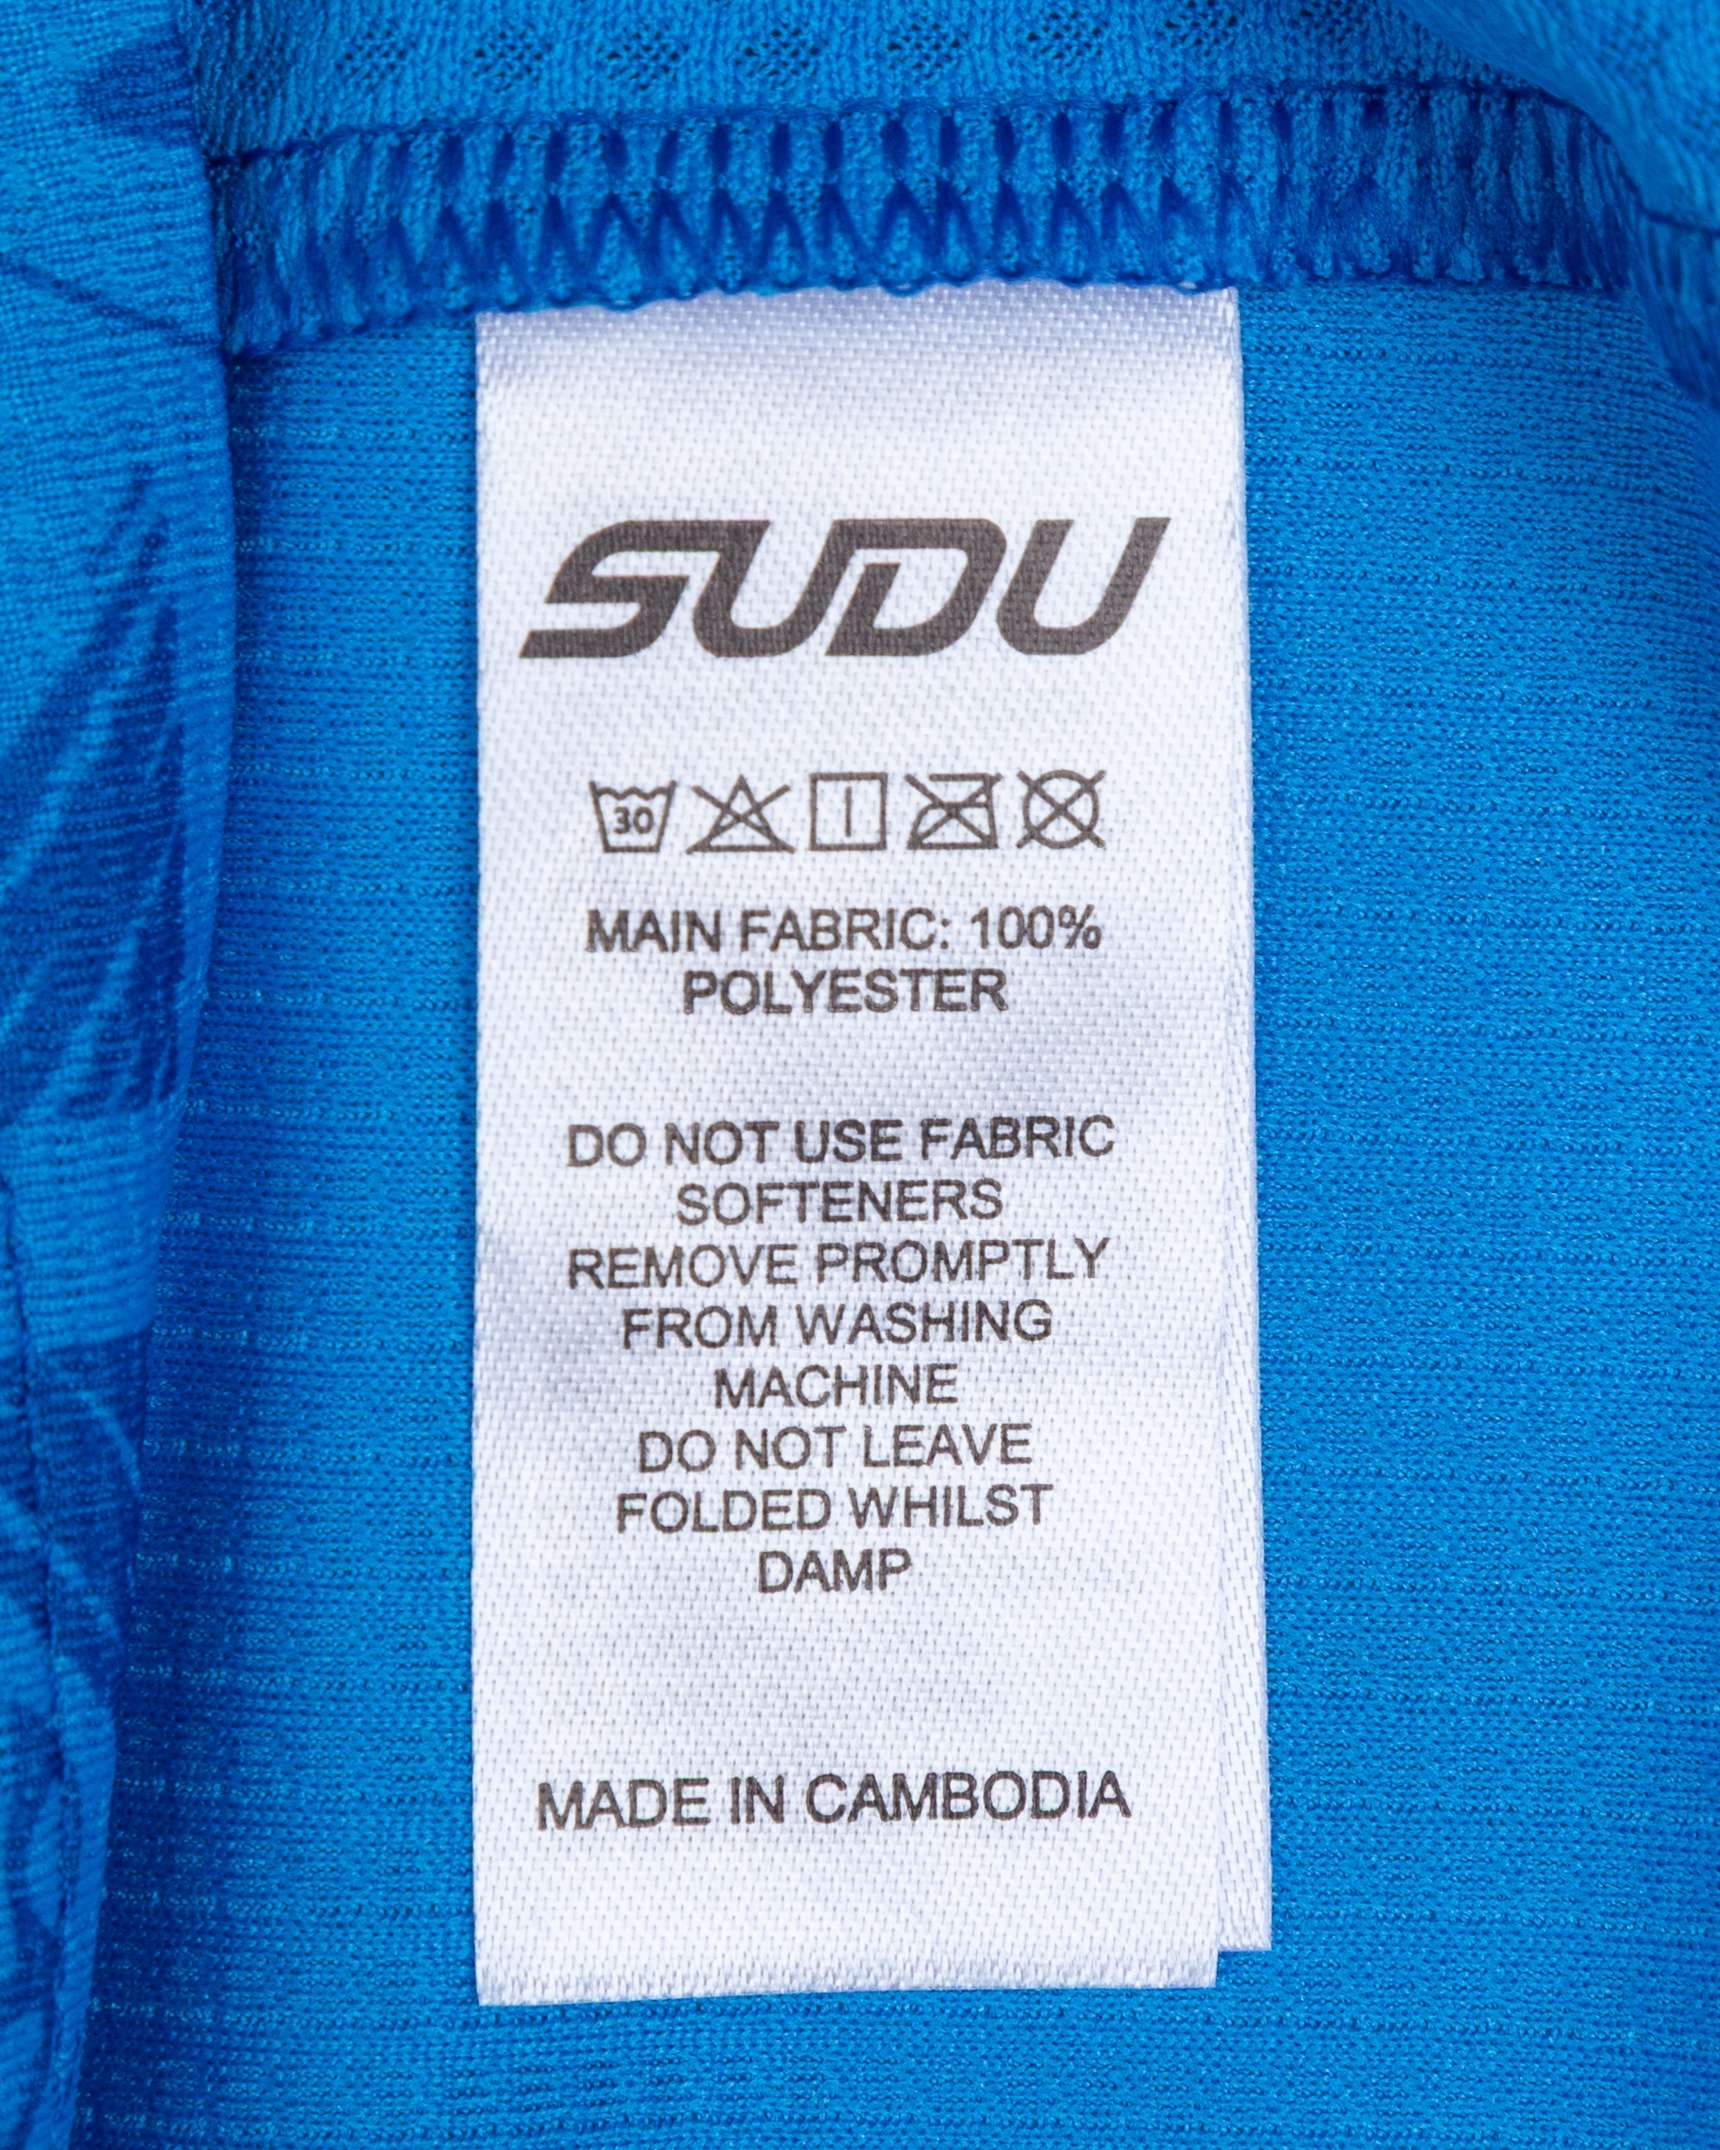 SUDU
30
MAIN FABRIC: 100%
POLYESTER
DO NOT USE FABRIC
SOFTENERS
REMOVE PROMPTLY
FROM WASHING
MACHINE
DO NOT LEAVE
FOLDED WHILST
DAMP
MADE IN CAMBODIA